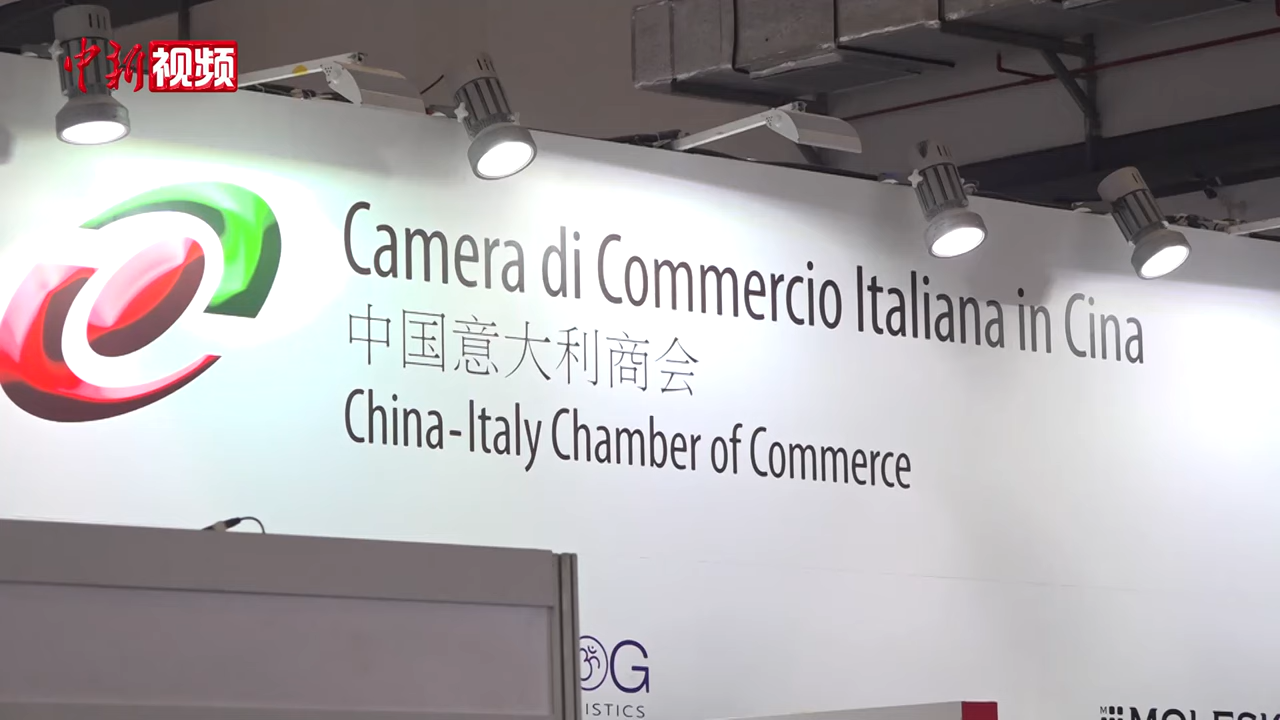 中新视频
Camera di Commercio Italiana in Cina
中国意大利商会
China-Italy Chamber of Commerce
OG